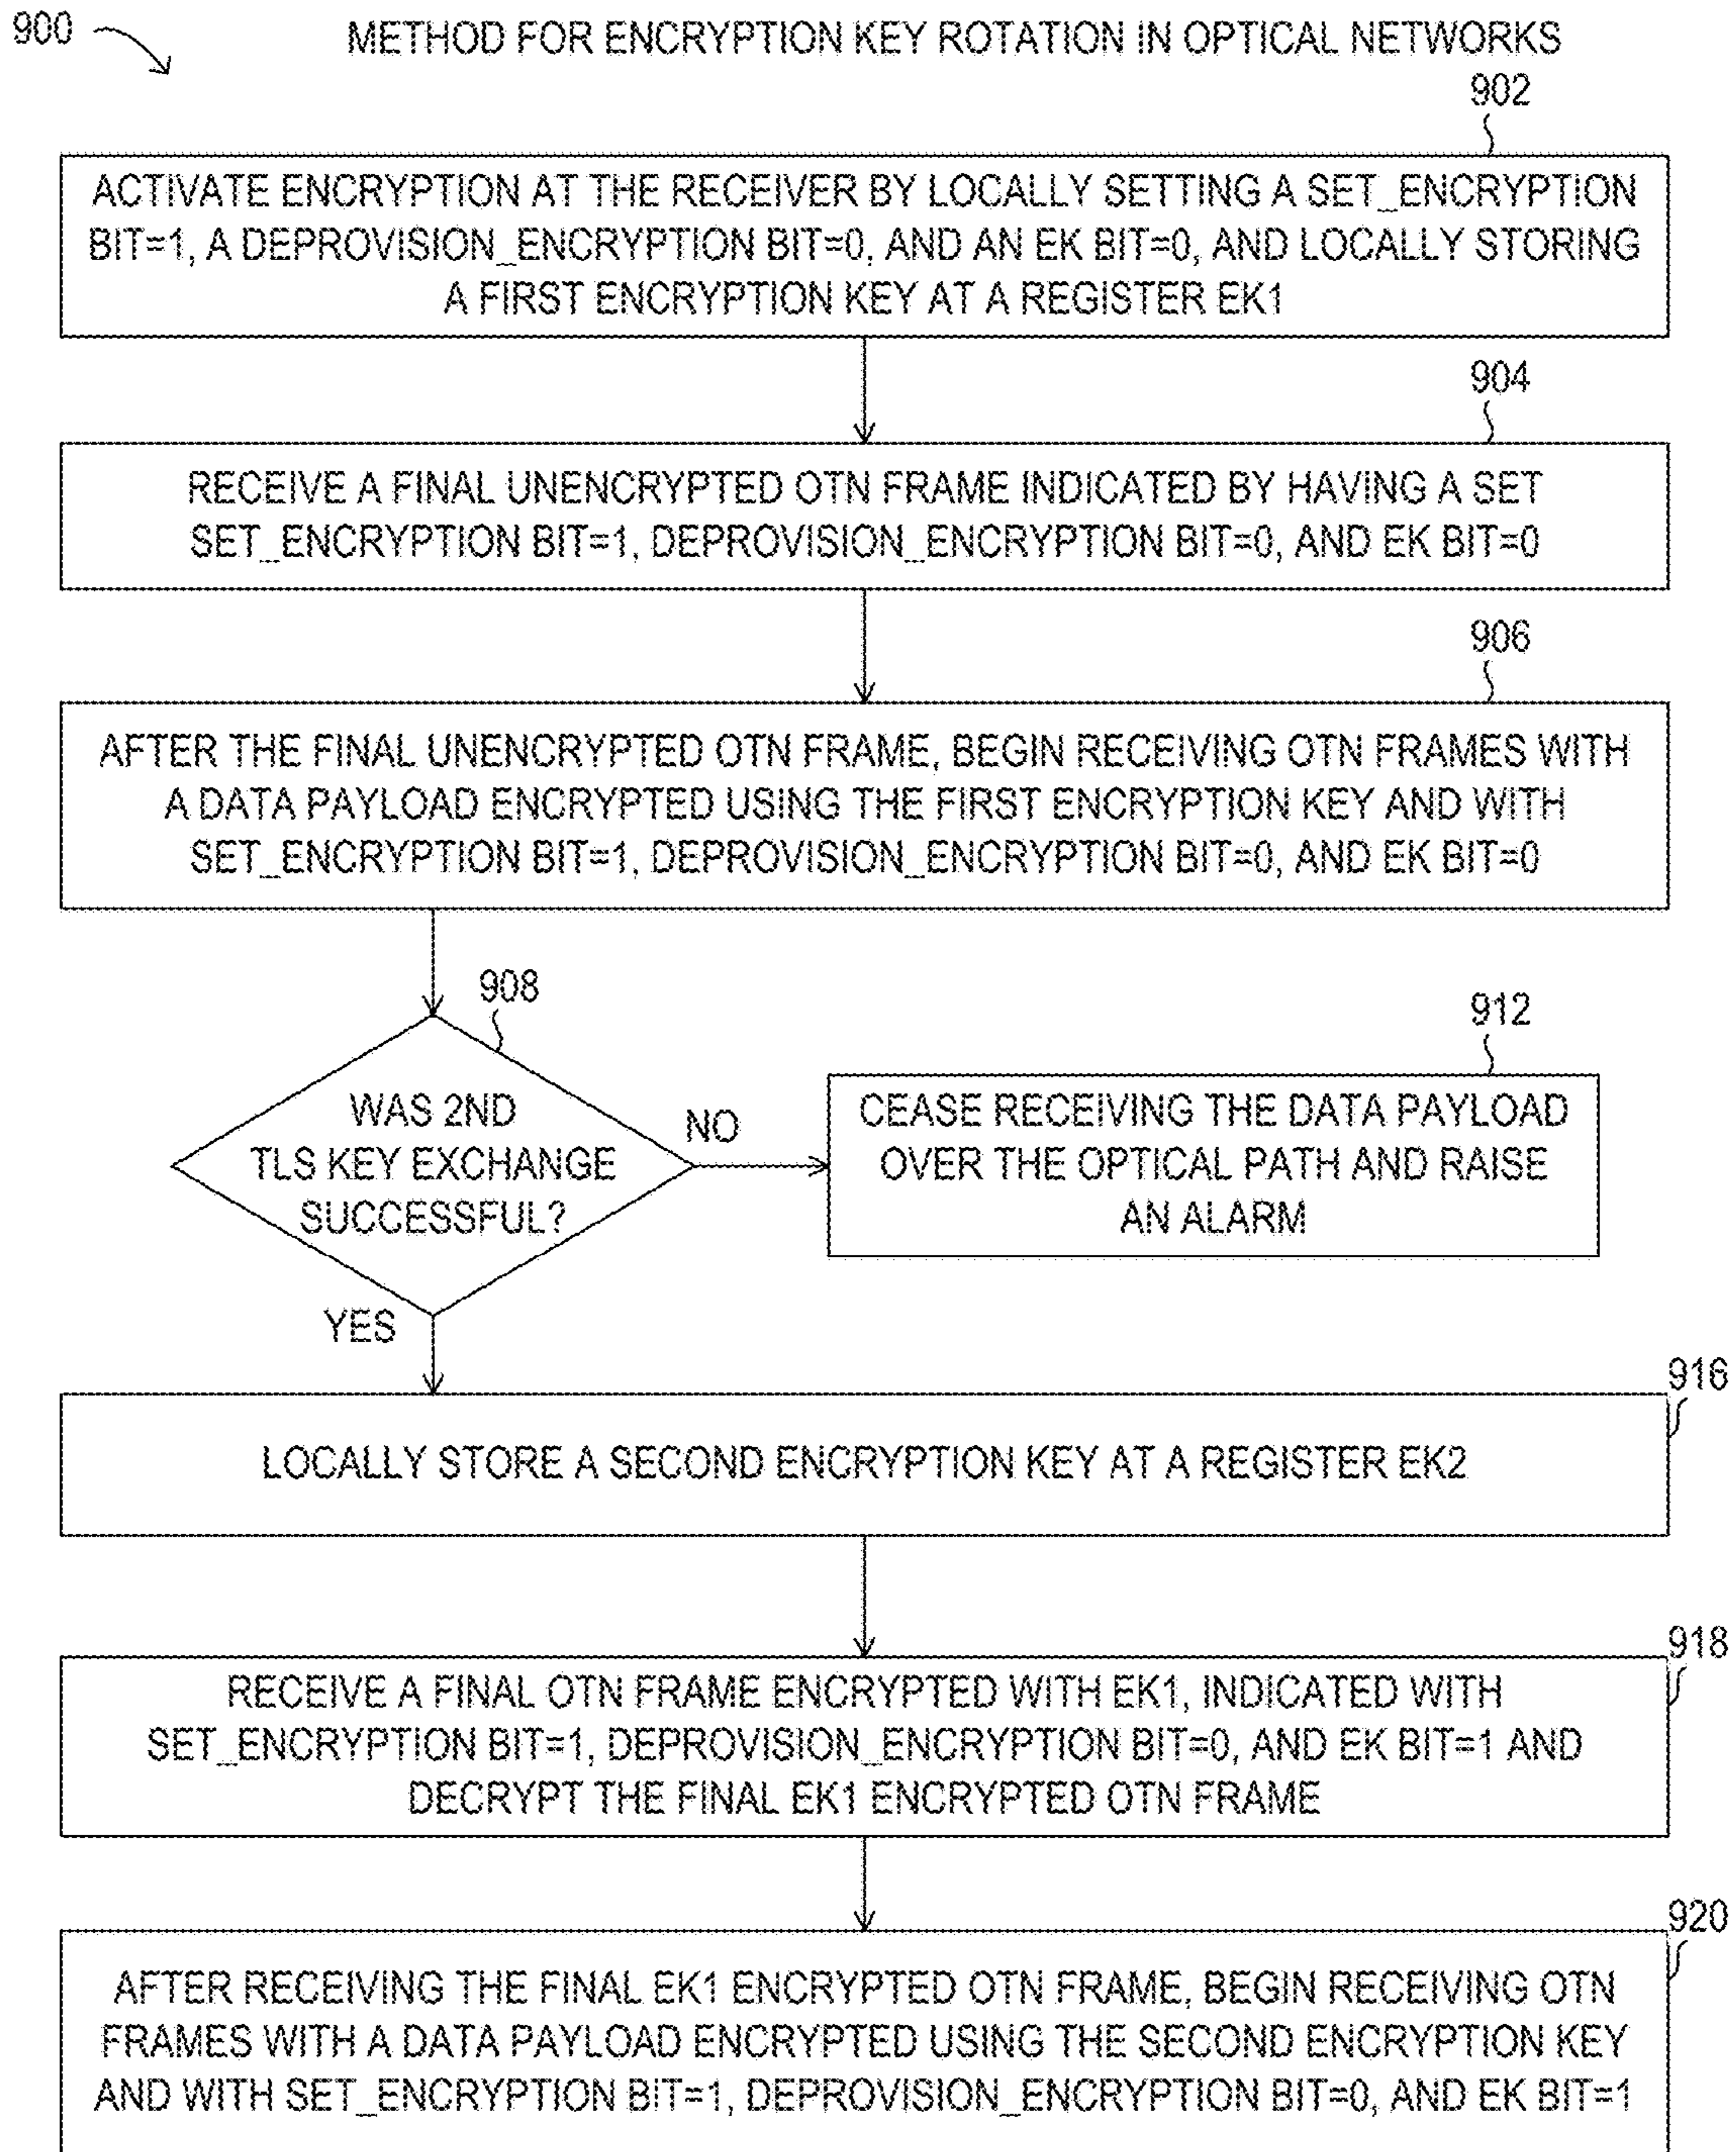 900
METHOD FOR ENCRYPTION KEY ROTATION IN OPTICAL NETWORKS
902
ACTIVATE ENCRYPTION AT THE RECEIVER BY LOCALLY SETTING A SET_ENCRYPTION
BIT=1, A DEPROVISION_ENCRYPTION BIT=0, AND AN EK BIT=0, AND LOCALLY STORING
A FIRST ENCRYPTION KEY AT A REGISTER EK1
904
RECEIVE A FINAL UNENCRYPTED OTN FRAME INDICATED BY HAVING A SET
SET_ENCRYPTION BIT=1, DEPROVISION_ENCRYPTION BIT=0, AND EK BIT=0
906
AFTER THE FINAL UNENCRYPTED OTN FRAME, BEGIN RECEIVING OTN FRAMES WITH
A DATA PAYLOAD ENCRYPTED USING THE FIRST ENCRYPTION KEY AND WITH
SET_ENCRYPTION BIT=1, DEPROVISION_ENCRYPTION BIT=0, AND EK BIT=0
908
WAS 2ND
TLS KEY EXCHANGE
SUCCESSFUL?
NO
912
CEASE RECEIVING THE DATA PAYLOAD
OVER THE OPTICAL PATH AND RAISE
AN ALARM
YES
916
LOCALLY STORE A SECOND ENCRYPTION KEY AT A REGISTER EK2
918
RECEIVE A FINAL OTN FRAME ENCRYPTED WITH EK1, INDICATED WITH
SET_ENCRYPTION BIT=1, DEPROVISION_ENCRYPTION BIT=0, AND EK BIT=1 AND
DECRYPT THE FINAL EK1 ENCRYPTED OTN FRAME
920
AFTER RECEIVING THE FINAL EK1 ENCRYPTED OTN FRAME, BEGIN RECEIVING OTN
FRAMES WITH A DATA PAYLOAD ENCRYPTED USING THE SECOND ENCRYPTION KEY
AND WITH SET_ENCRYPTION BIT=1, DEPROVISION_ENCRYPTION BIT=0, AND EK BIT=1